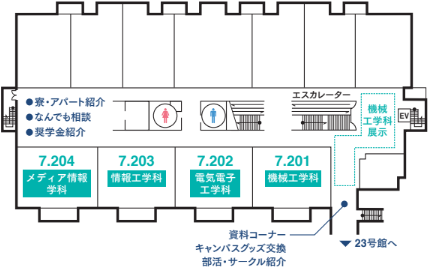 エスカレーター
機械
工学科
展示
EV
●寮・アパート紹介
●なんでも相談
●奨学金紹介
7.204
メディア情報
学科
7.203
情報工学科
7.202
電気電子
工学科
7.201
機械工学科
資料コーナー
キャンパスグッズ交換
部活・サークル紹介
▼23号館へ